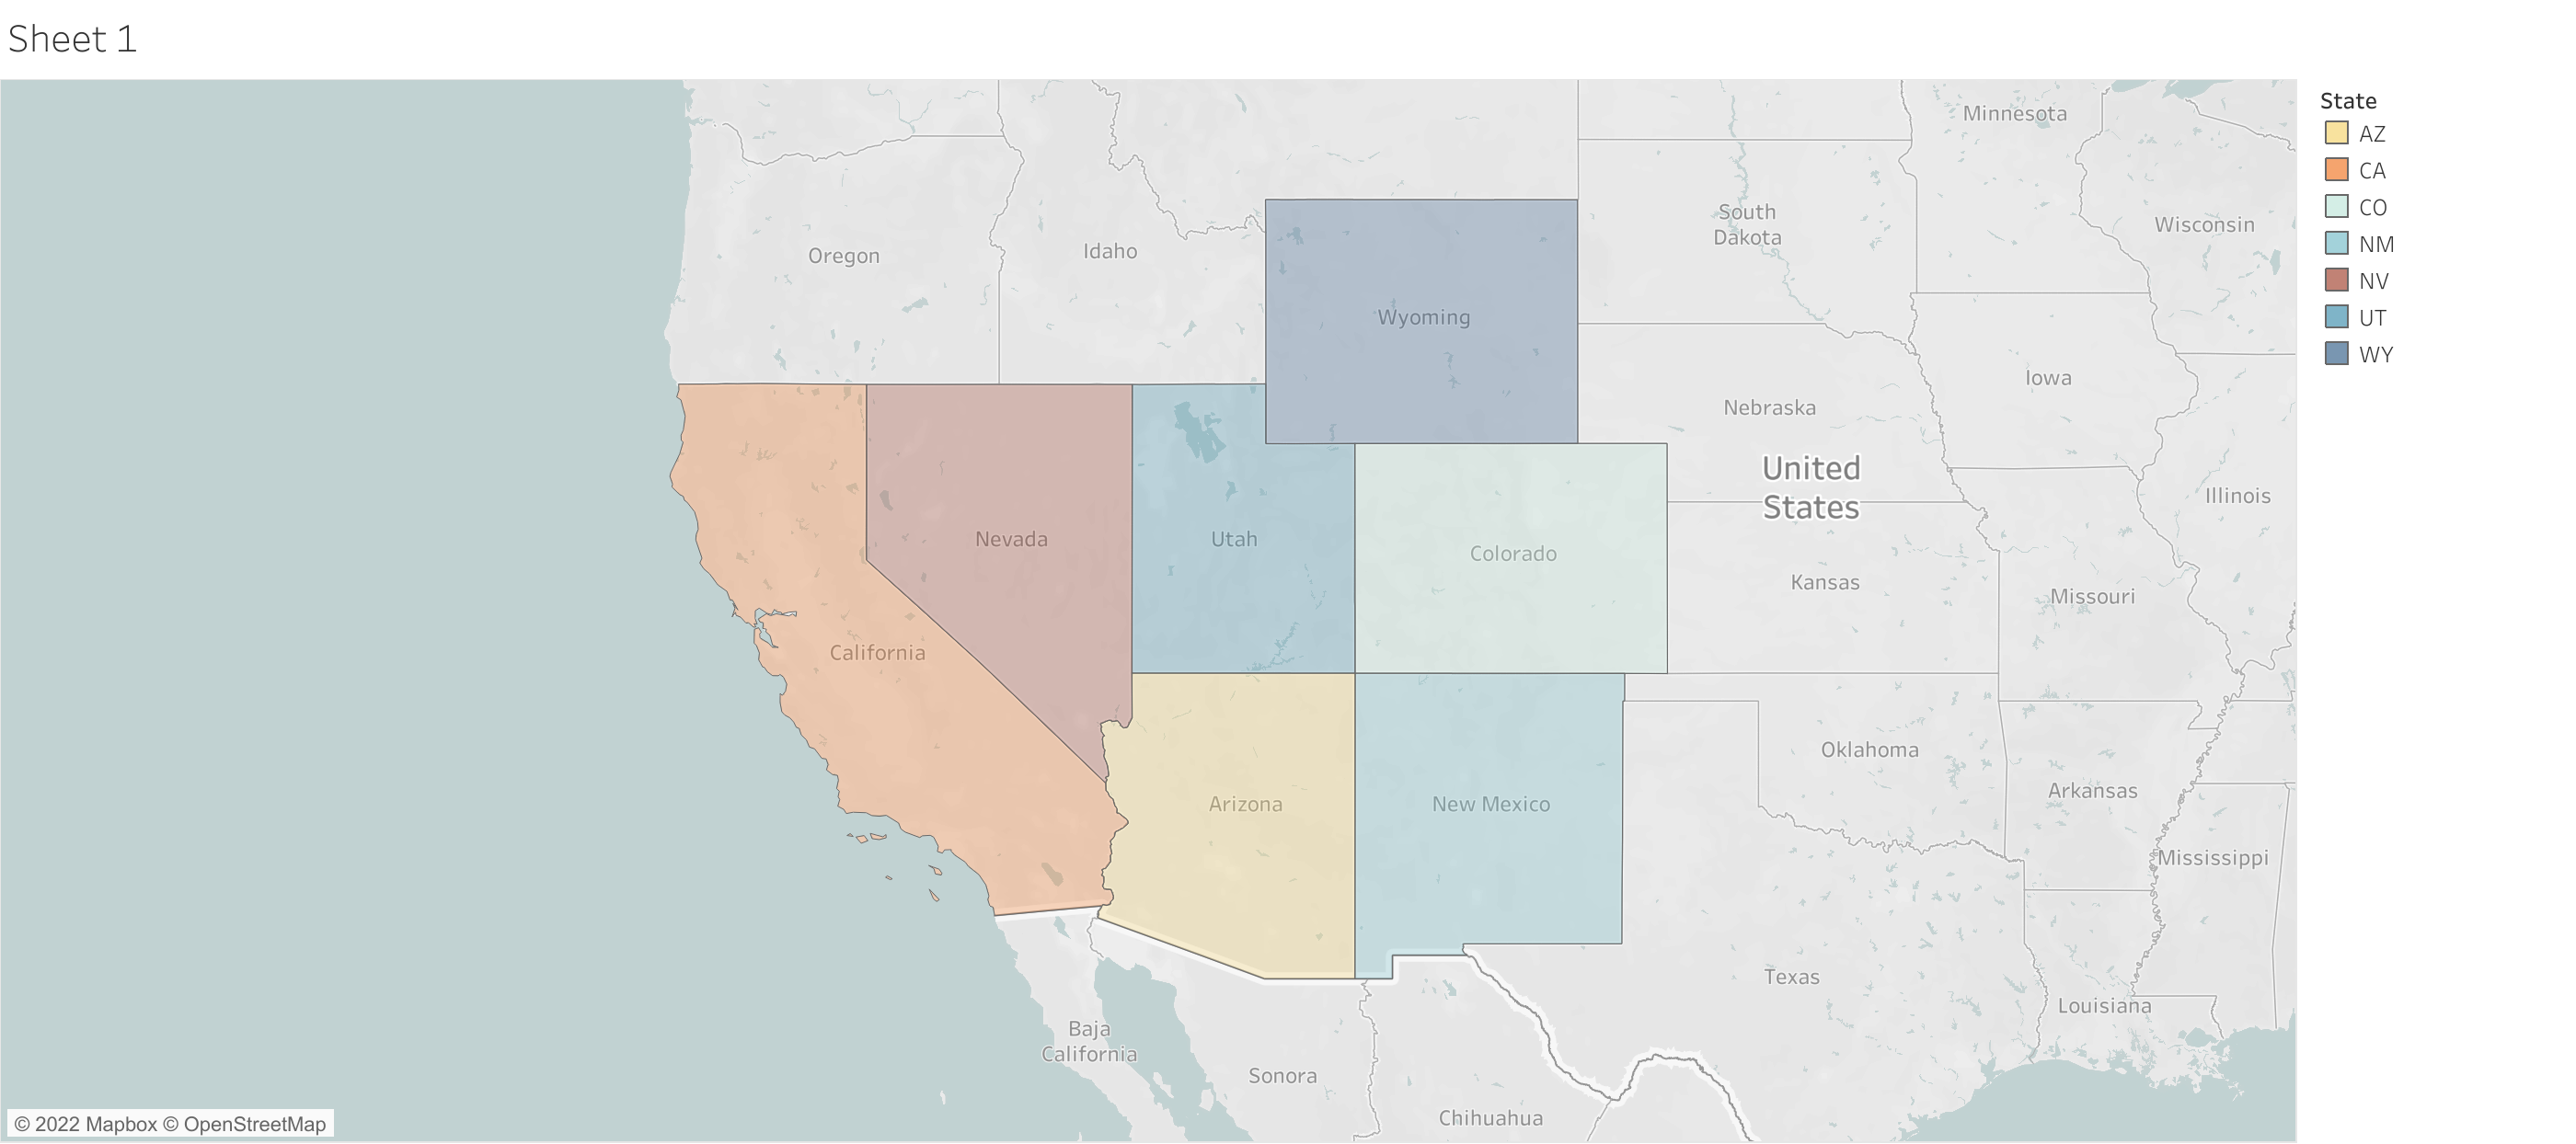 Sheet 1
State
AZ
CA
CO
NM
NV
UT
WY
Minnesota
South
Dakota
Wisconsin
Oregon
Idaho
Wyoming
Iowa
Nebraska
United
States
Illinois
Nevada
Utah
Colorado
Kansas
Missouri
California
Oklahoma
Arizona
New Mexico
Arkansas
Mississippi
Texas
Louisiana
Baja
California
Sonora
Chihuahua
© 2022 Mapbox © OpenStreetMap